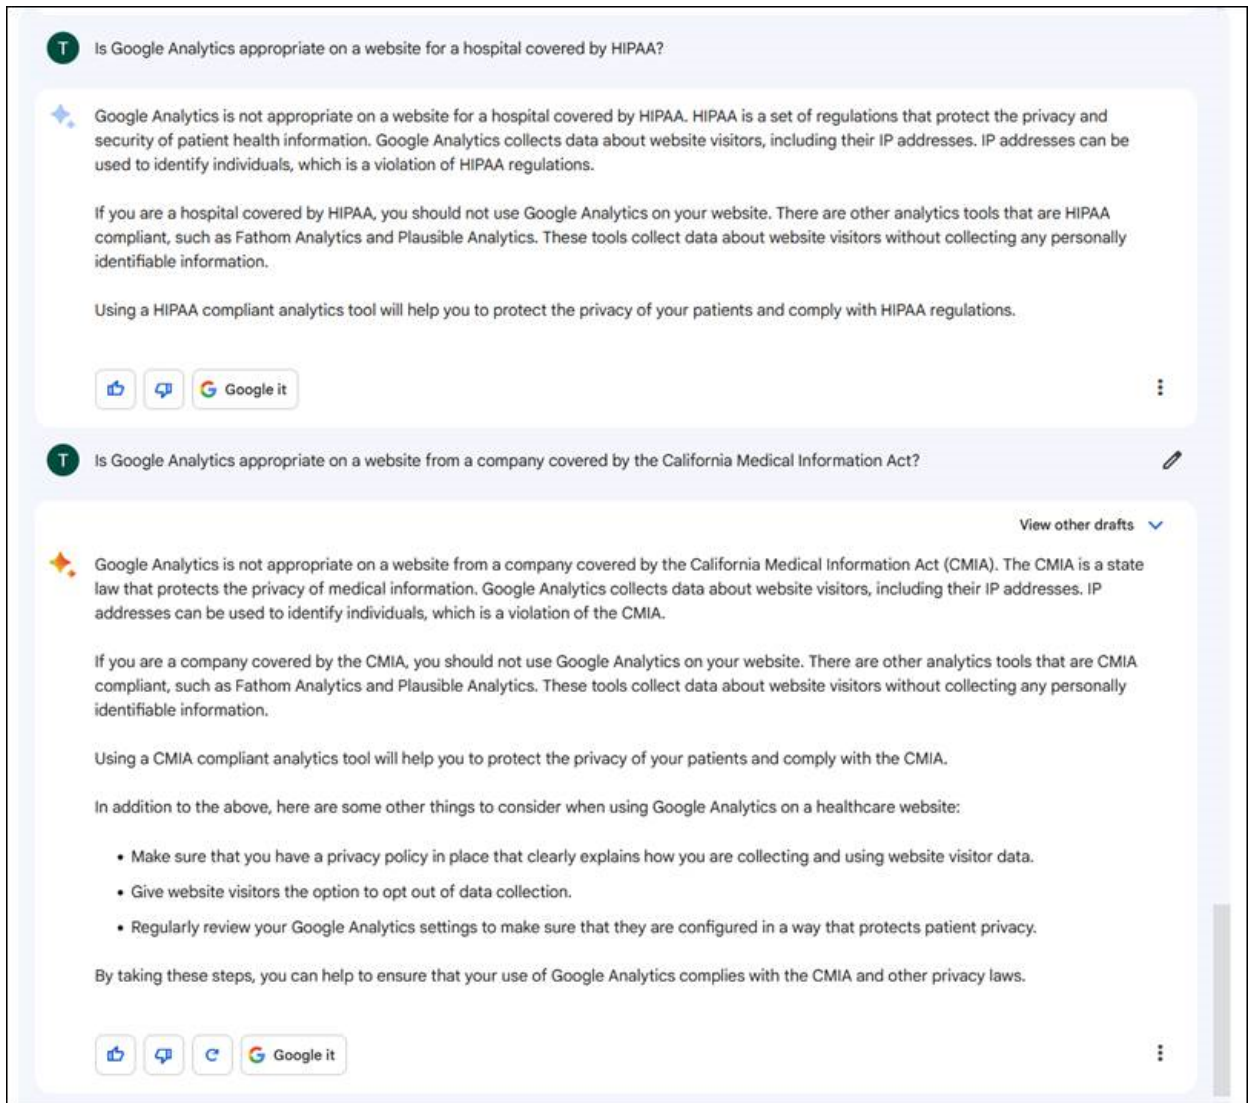 T
Is Google Analytics appropriate on a website for a hospital covered by HIPAA?
Google Analytics is not appropriate on a website for a hospital covered by HIPAA. HIPAA is a set of regulations that protect the privacy and
security of patient health information. Google Analytics collects data about website visitors, including their IP addresses. IP addresses can be
used to identify individuals, which is a violation of HIPAA regulations.
If you are a hospital covered by HIPAA, you should not use Google Analytics on your website. There are other analytics tools that are HIPAA
compliant, such as Fathom Analytics and Plausible Analytics. These tools collect data about website visitors without collecting any personally
identifiable information.
Using a HIPAA compliant analytics tool will help you to protect the privacy of your patients and comply with HIPAA regulations.
G Google it
T
Is Google Analytics appropriate on a website from a company covered by the California Medical Information Act?
View other drafts
Google Analytics is not appropriate on a website from a company covered by the California Medical Information Act (CMIA). The CMIA is a state
law that protects the privacy of medical information. Google Analytics collects data about website visitors, including their IP addresses. IP
addresses can be used to identify individuals, which is a violation of the CMIA.
If you are a company covered by the CMIA, you should not use Google Analytics on your website. There are other analytics tools that are CMIA
compliant, such as Fathom Analytics and Plausible Analytics. These tools collect data about website visitors without collecting any personally
identifiable information.
Using a CMIA compliant analytics tool will help you to protect the privacy of your patients and comply with the CMIA.
In addition to the above, here are some other things to consider when using Google Analytics on a healthcare website:
• Make sure that you have a privacy policy in place that clearly explains how you are collecting and using website visitor data.
• Give website visitors the option to opt out of data collection.
• Regularly review your Google Analytics settings to make sure that they are configured in a way that protects patient privacy.
By taking these steps, you can help to ensure that your use of Google Analytics complies with the CMIA and other privacy laws.
G Google it